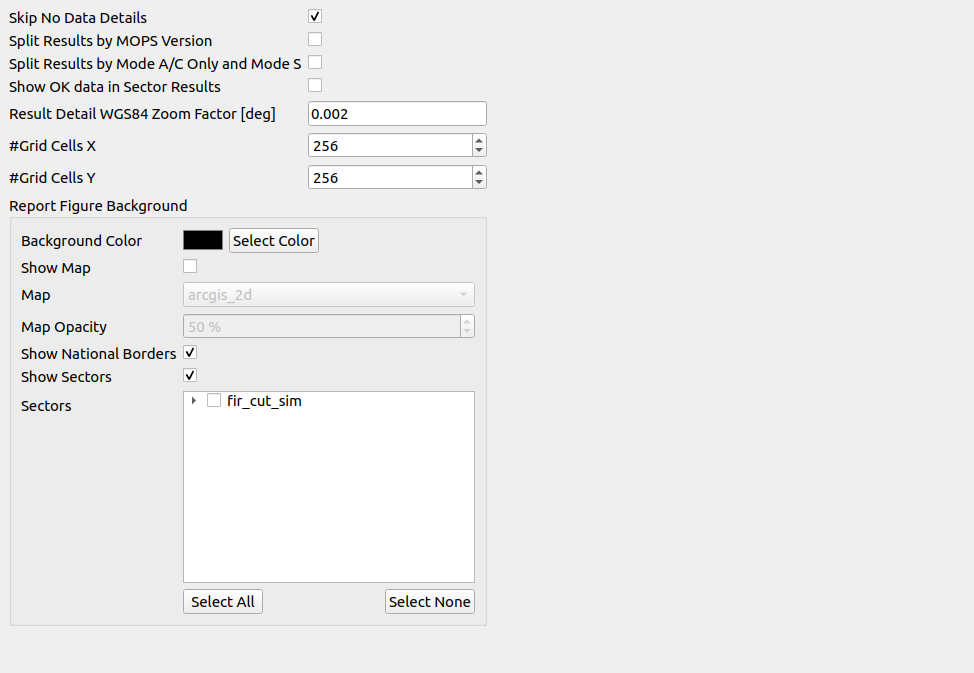 Skip No Data Details
Split Results by MOPS Version
Split Results by Mode A/C Only and Mode S
Show OK data in Sector Results
Result Detail WGS84 Zoom Factor [deg] 0.002
#Grid Cells X 256
#Grid Cells Y 256
Report Figure Background
Background Color Select Color
Show Map
Map arcgis_2d
Map Opacity 50 %
Show National Borders
Show Sectors
Sectors fir_cut_sim
Select All Select None